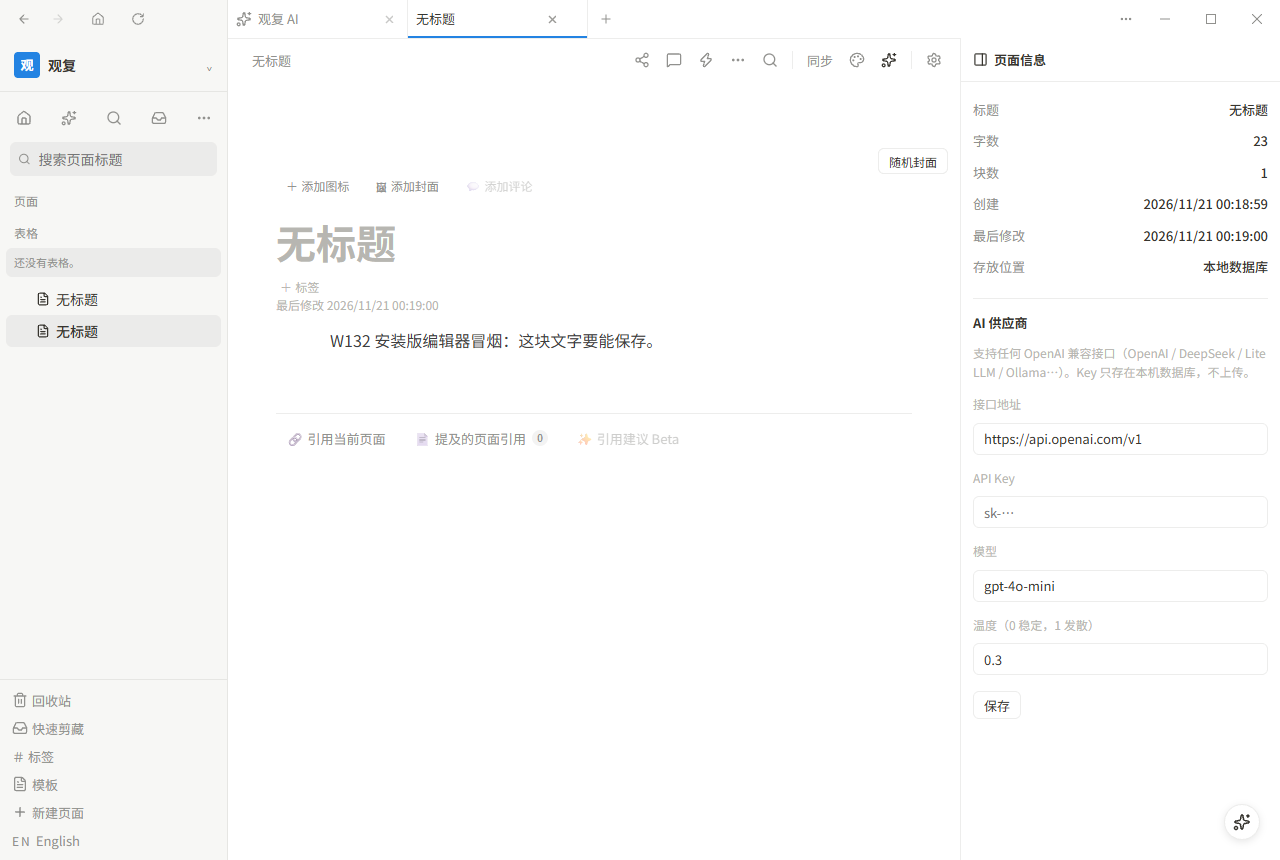 观复 AI
无标题
观 观复
搜索页面标题
页面
表格
还没有表格。
无标题
无标题
回收站
快速剪藏
# 标签
模板
新建页面
EN English
无标题
同步
随机封面
添加图标
添加封面
添加评论
无标题
标签
最后修改 2026/11/21 00:19:00
W132 安装版编辑器冒烟：这块文字要能保存。
引用当前页面
提及的页面引用 0
引用建议 Beta
页面信息
标题 无标题
字数 23
块数 1
创建 2026/11/21 00:18:59
最后修改 2026/11/21 00:19:00
存放位置 本地数据库
AI 供应商
支持任何 OpenAI 兼容接口（OpenAI / DeepSeek / Lite
LLM / Ollama…）。Key 只存在本机数据库，不上传。
接口地址
https://api.openai.com/v1
API Key
sk-…
模型
gpt-4o-mini
温度（0 稳定，1 发散）
0.3
保存